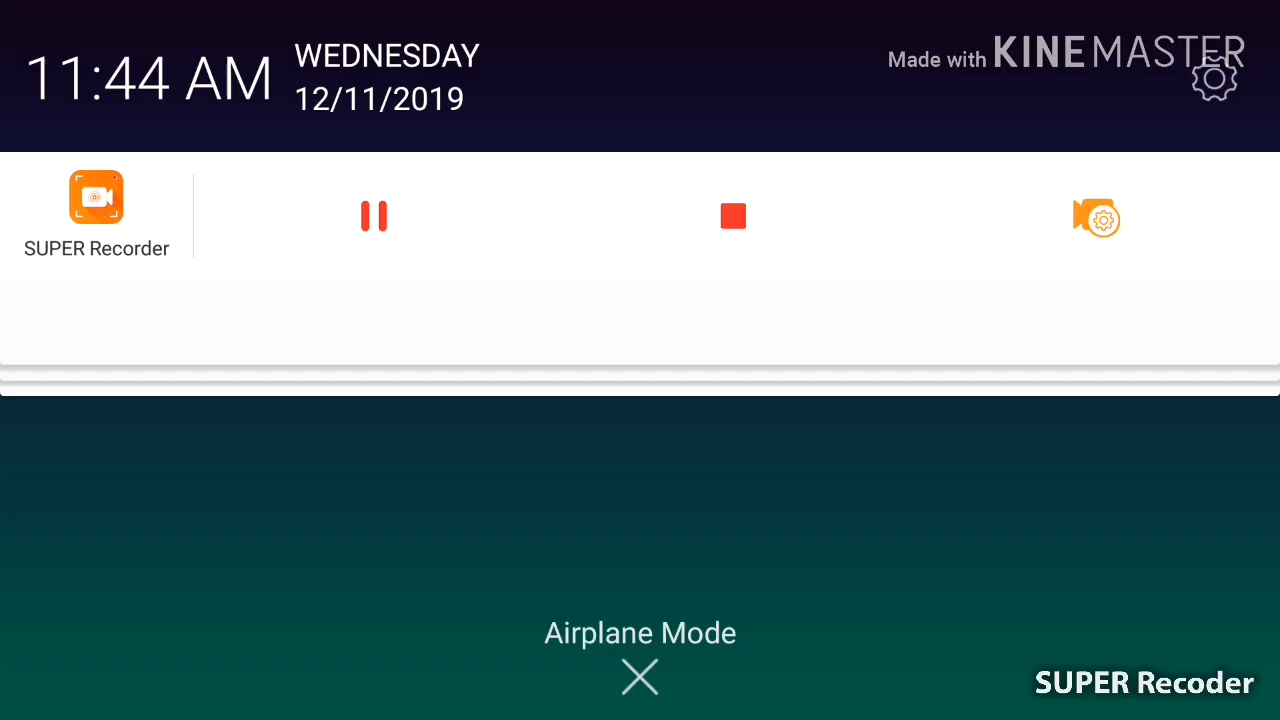 11:44 AM
WEDNESDAY
12/11/2019
Made with KINEMASTER
SUPER Recorder
Airplane Mode
SUPER Recoder